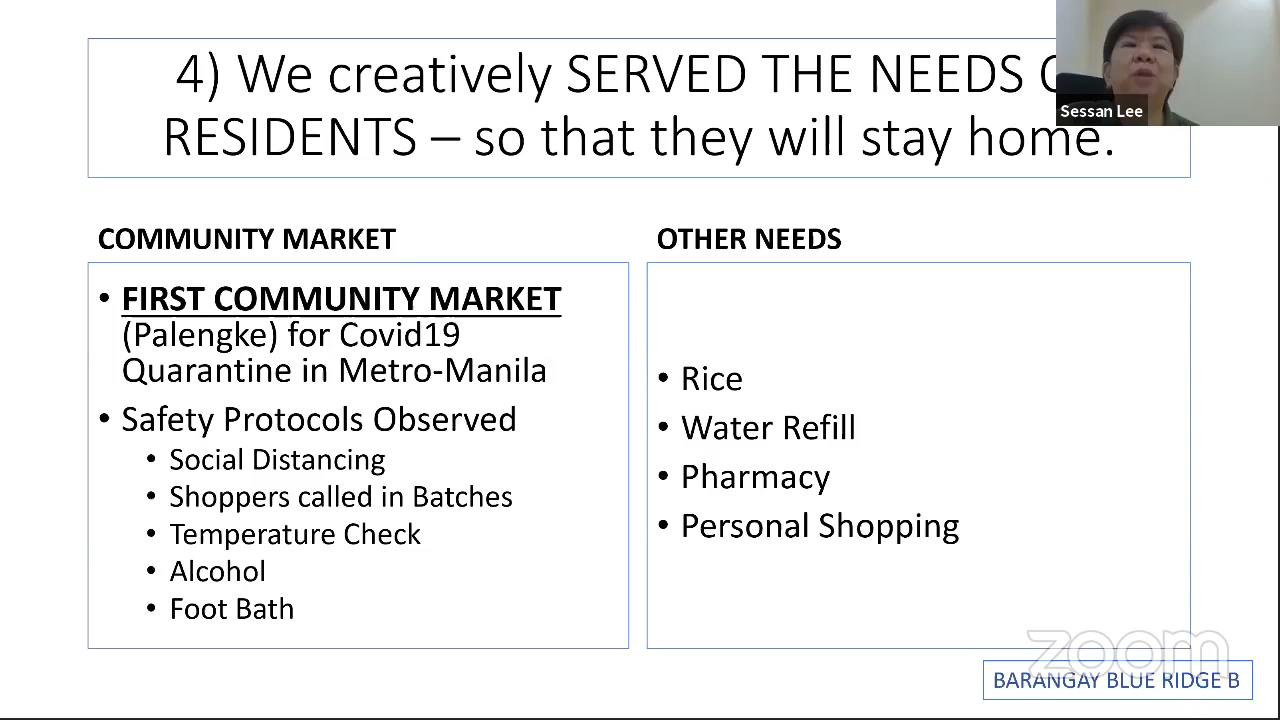 4) We creatively SERVED THE NEEDS
RESIDENTS – so that they will stay home.
Sessan Lee
COMMUNITY MARKET
• FIRST COMMUNITY MARKET
(Palengke) for Covid19
Quarantine in Metro-Manila
• Safety Protocols Observed
• Social Distancing
• Shoppers called in Batches
• Temperature Check
• Alcohol
• Foot Bath
OTHER NEEDS
• Rice
• Water Refill
• Pharmacy
• Personal Shopping
zoom
BARANGAY BLUE RIDGE B